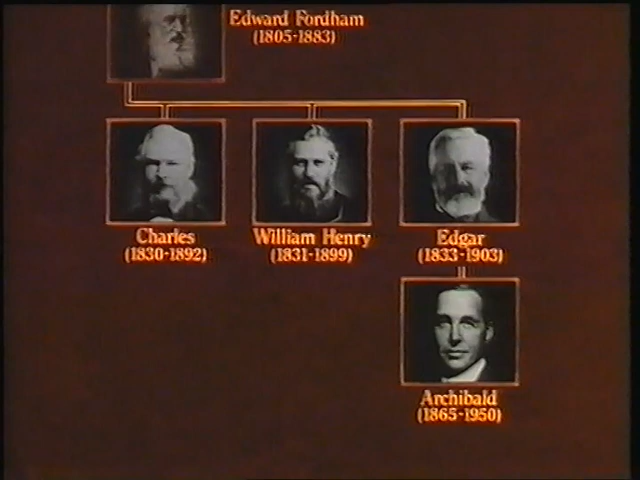 Edward Fordham
(1805-1883)
Charles
(1830-1892)
William Henry
(1831-1899)
Edgar
(1833-1903)
Archibald
(1865-1950)